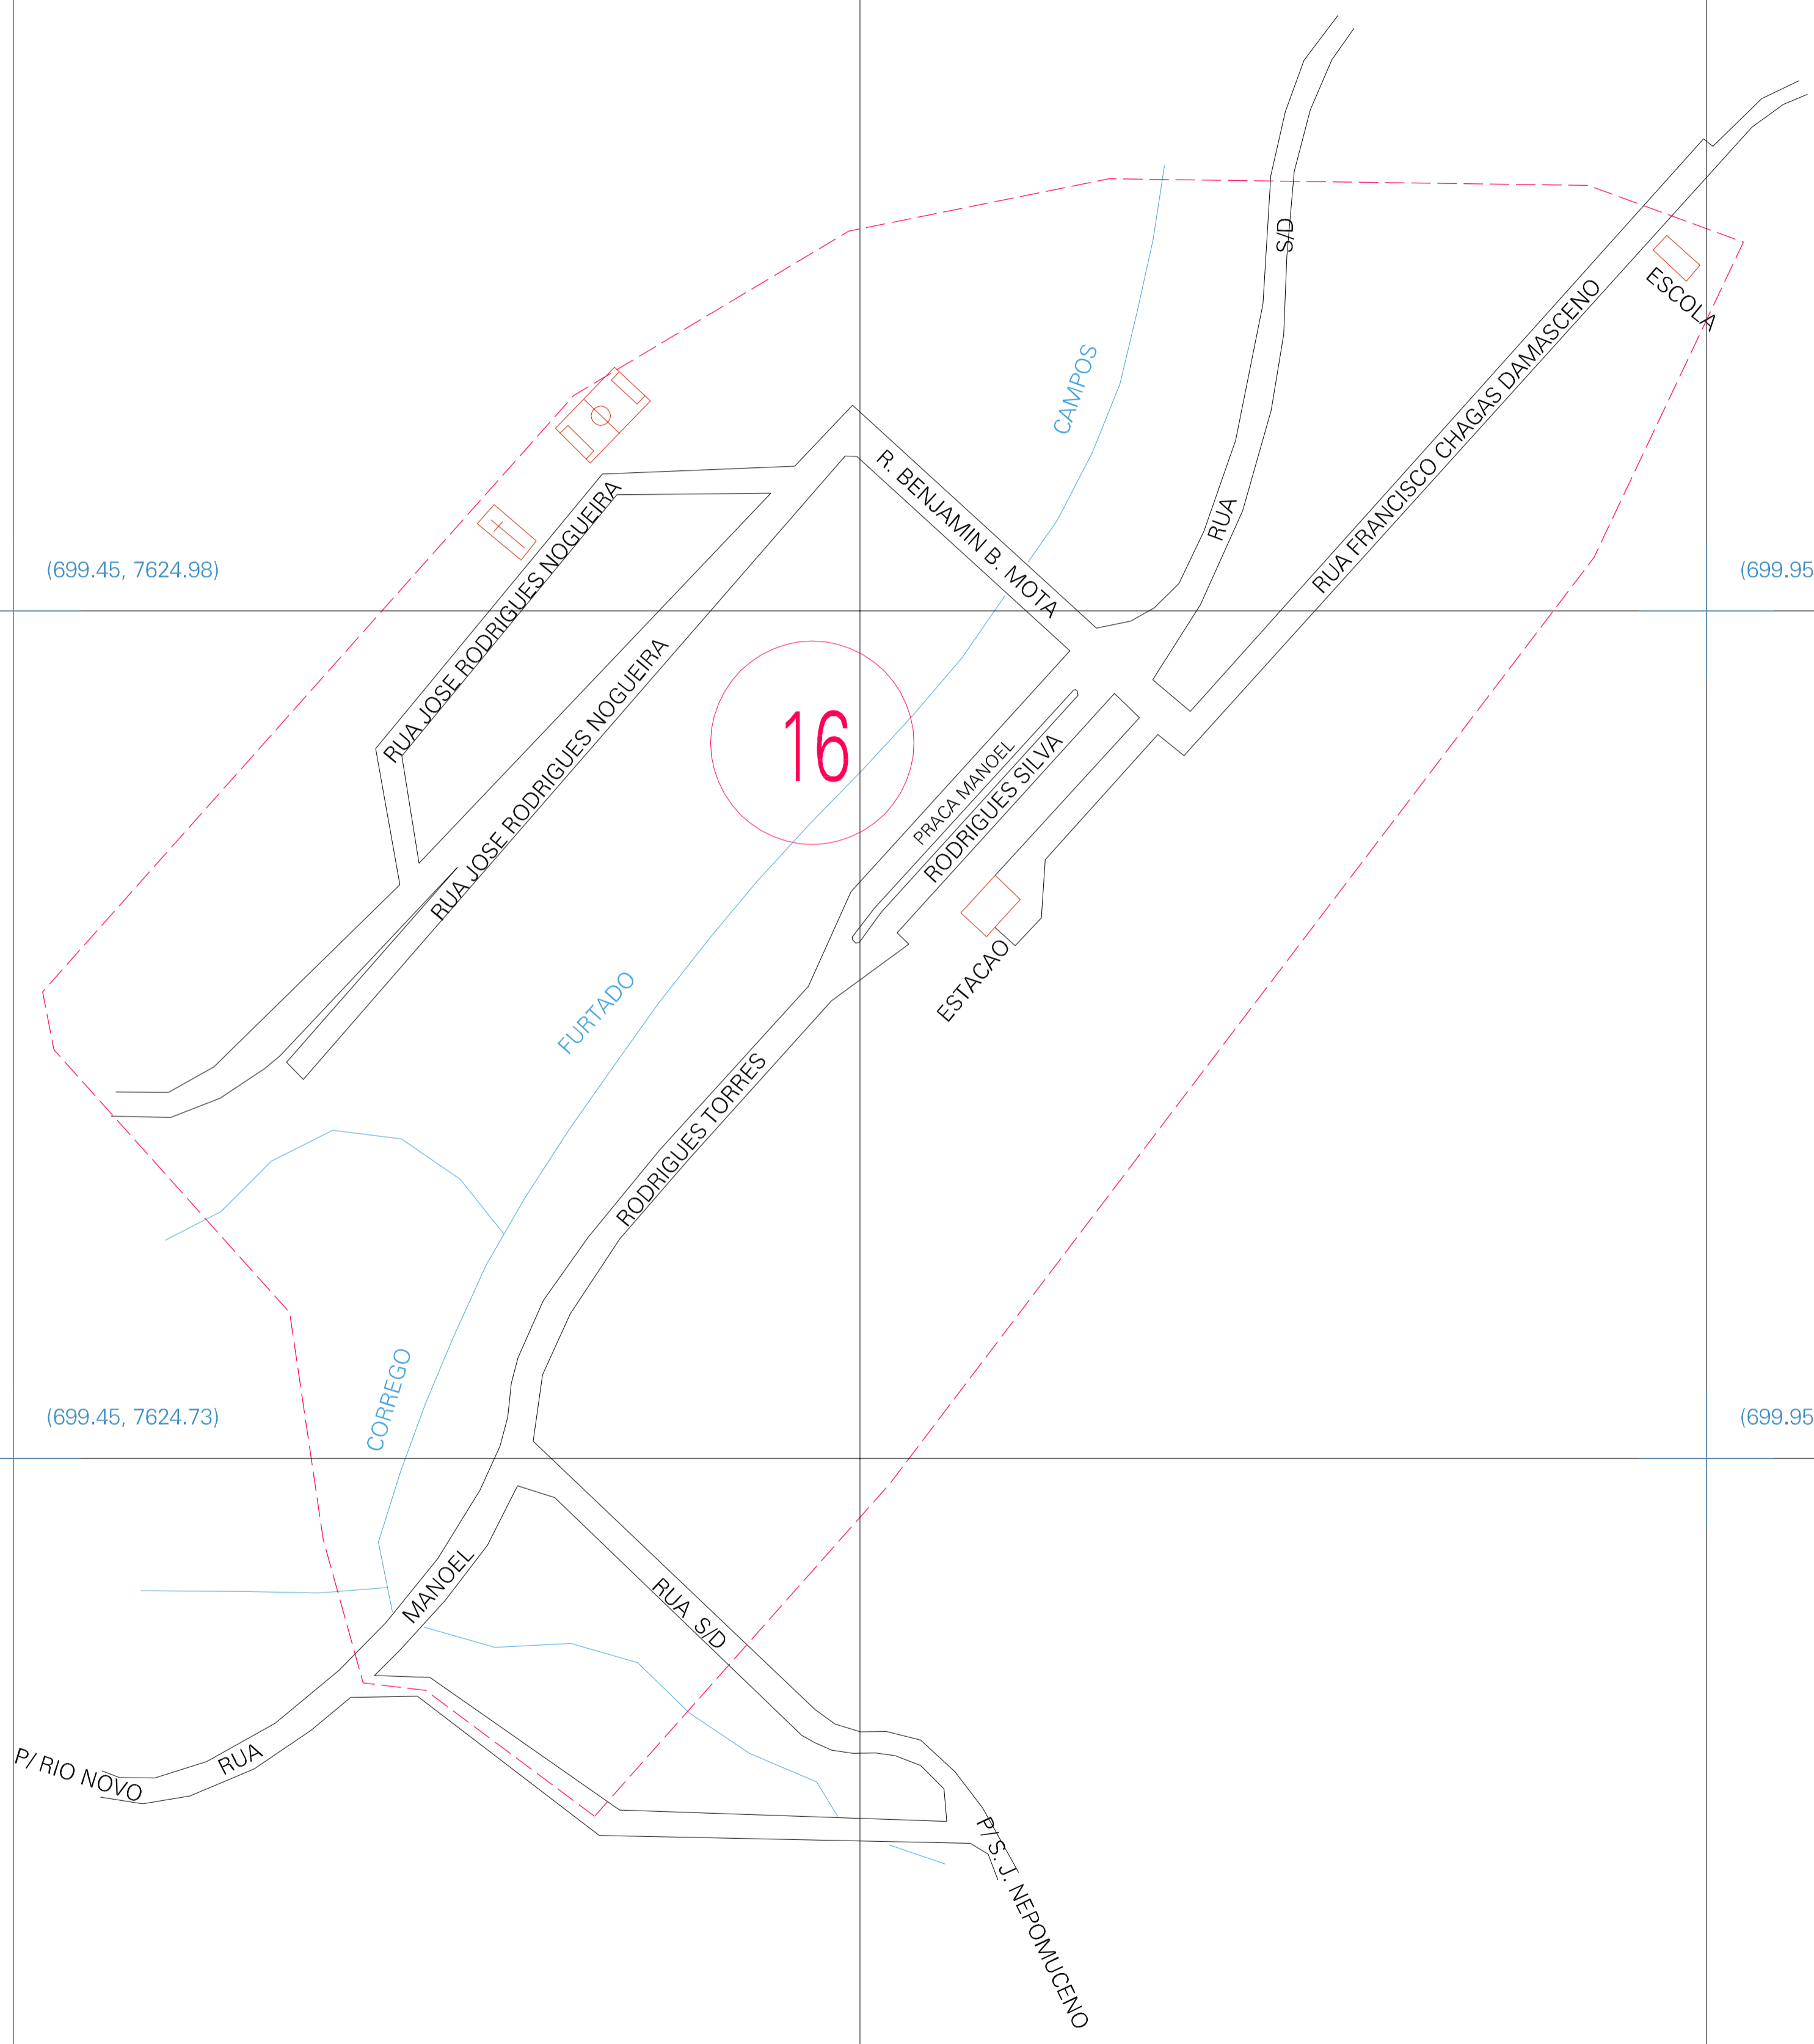 S/D
ESCOLA
CAMPOS
RUA FRANCISCO CHAGAS DAMASCENO
R. BENJAMIN B. MOTA
RUA
RUA JOSE RODRIGUES NOGUEIRA
(699.45, 7624.98)
(699.95
RUA JOSE RODRIGUES NOGUEIRA
16
PRACA MANOEL
RODRIGUES SILVA
ESTACAO
FURTADO
RODRIGUES TORRES
CORREGO
(699.45, 7624.73)
(699.95
MANOEL
RUA S/D
RUA
P/ RIO NOVO
P/ S. J. NEPOMUCENO